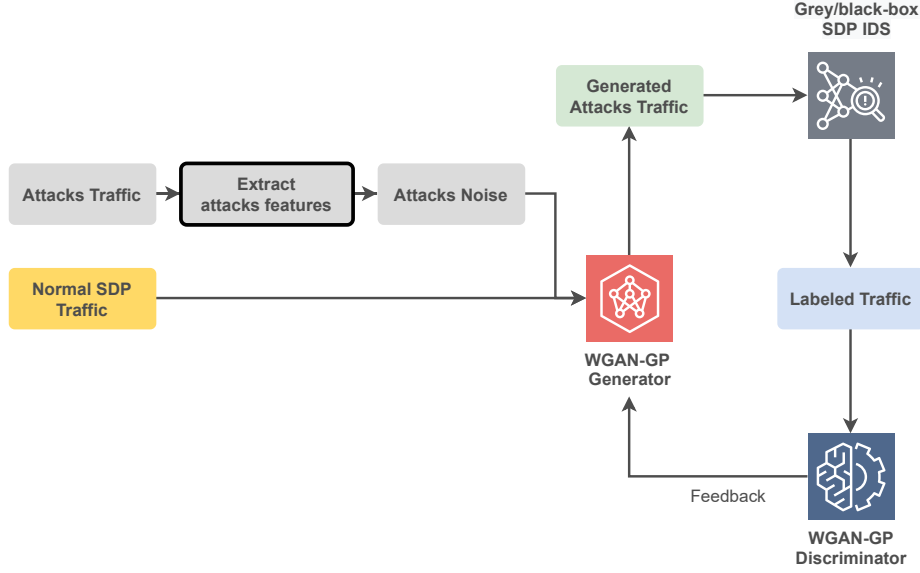 Grey/black-box
SDP IDS
Generated
Attacks Traffic
Attacks Traffic
Extract
attacks features
Attacks Noise
Normal SDP
Traffic
Labeled Traffic
WGAN-GP
Generator
Feedback
WGAN-GP
Discriminator